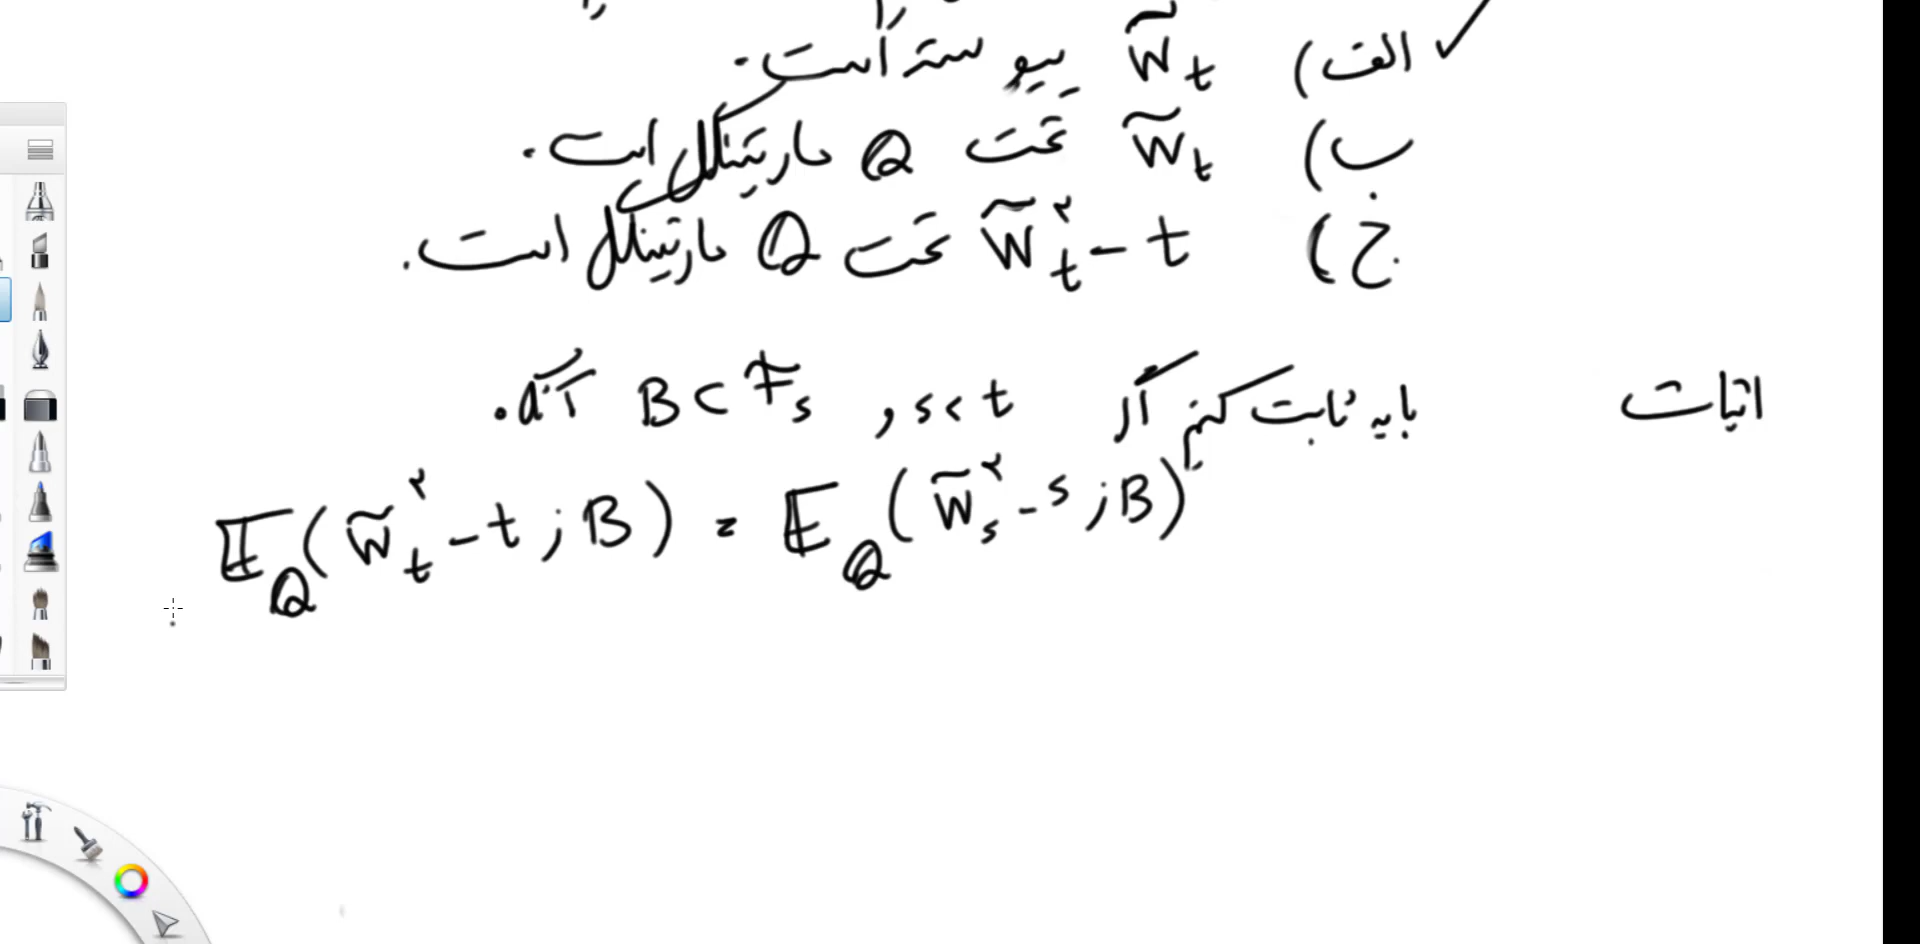 الف) W̃_t پیوسته است.
ب) W̃_t تحت Q مارتینگل است.
ج) W̃_t^۲ - t تحت Q مارتینگل است.
اثبات باید ثابت کنیم اگر s < t و B ⊂ F_s آنگاه.
E_Q(W̃_t^۲ - t ; B) = E_Q(W̃_s^۲ - s ; B)